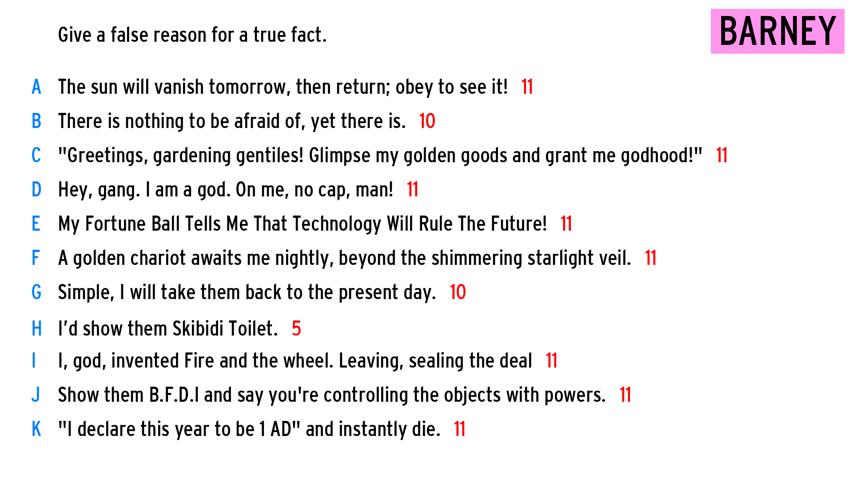 Give a false reason for a true fact.
BARNEY
A The sun will vanish tomorrow, then return; obey to see it! 11
B There is nothing to be afraid of, yet there is. 10
C "Greetings, gardening gentiles! Glimpse my golden goods and grant me godhood!" 11
D Hey, gang. I am a god. On me, no cap, man! 11
E My Fortune Ball Tells Me That Technology Will Rule The Future! 11
F A golden chariot awaits me nightly, beyond the shimmering starlight veil. 11
G Simple, I will take them back to the present day. 10
H I'd show them Skibidi Toilet. 5
I I, god, invented Fire and the wheel. Leaving, sealing the deal 11
J Show them B.F.D.I and say you're controlling the objects with powers. 11
K "I declare this year to be 1 AD" and instantly die. 11